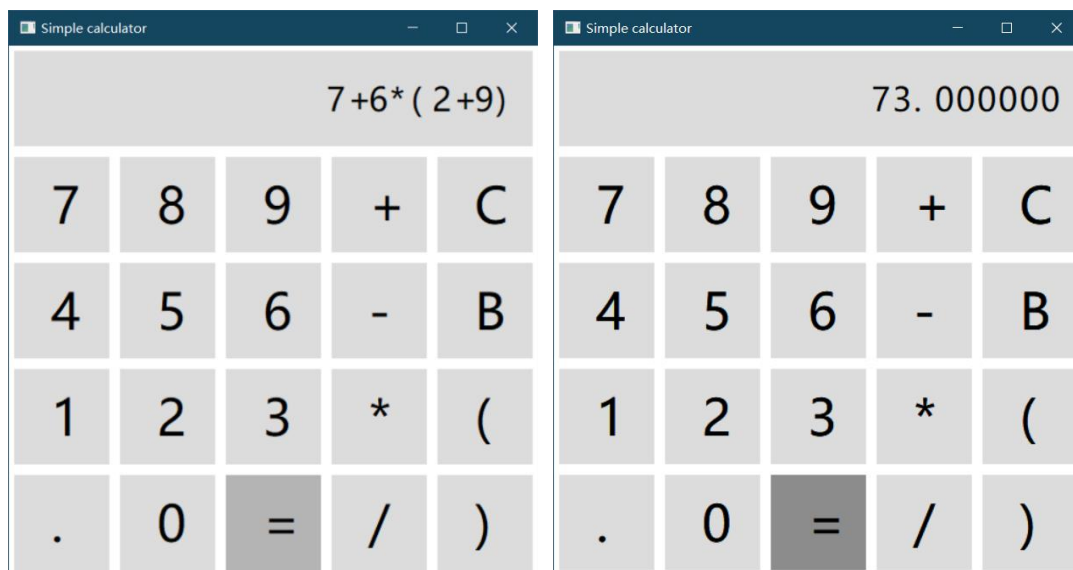 Simple calculator
7+6*(2+9)
7 8 9 + C
4 5 6 - B
1 2 3 * (
. 0 = / )
Simple calculator
73.000000
7 8 9 + C
4 5 6 - B
1 2 3 * (
. 0 = / )